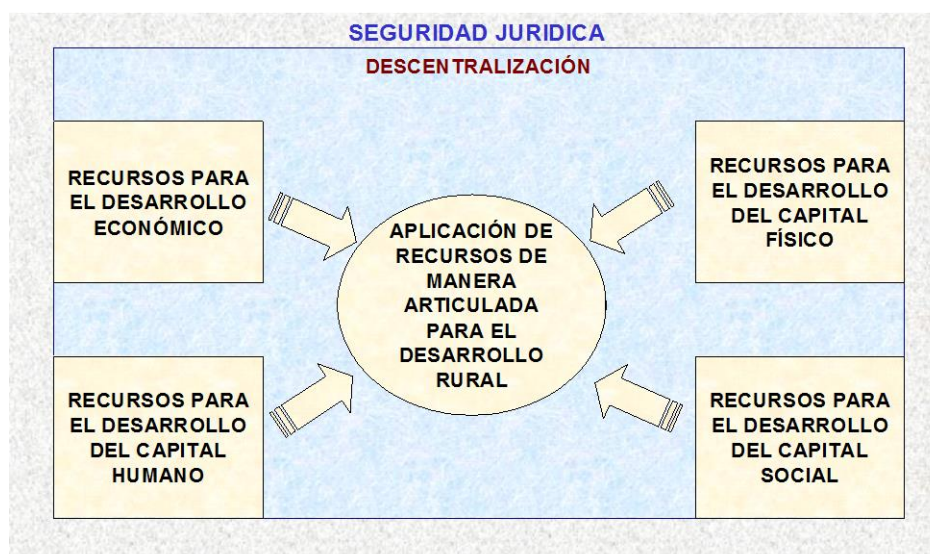 SEGURIDAD JURIDICA
DESCENTRALIZACIÓN
RECURSOS PARA
EL DESARROLLO
ECONÓMICO
RECURSOS PARA
EL DESARROLLO
DEL CAPITAL
FÍSICO
APLICACIÓN DE
RECURSOS DE
MANERA
ARTICULADA
PARA EL
DESARROLLO
RURAL
RECURSOS PARA
EL DESARROLLO
DEL CAPITAL
HUMANO
RECURSOS PARA
EL DESARROLLO
DEL CAPITAL
SOCIAL